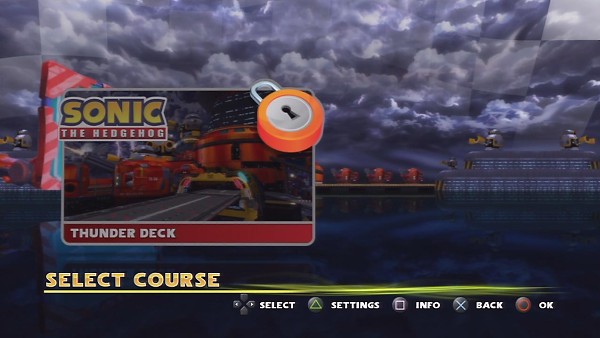 SONIC
THE HEDGEHOG
THUNDER DECK
SELECT COURSE
SELECT SETTINGS INFO BACK OK